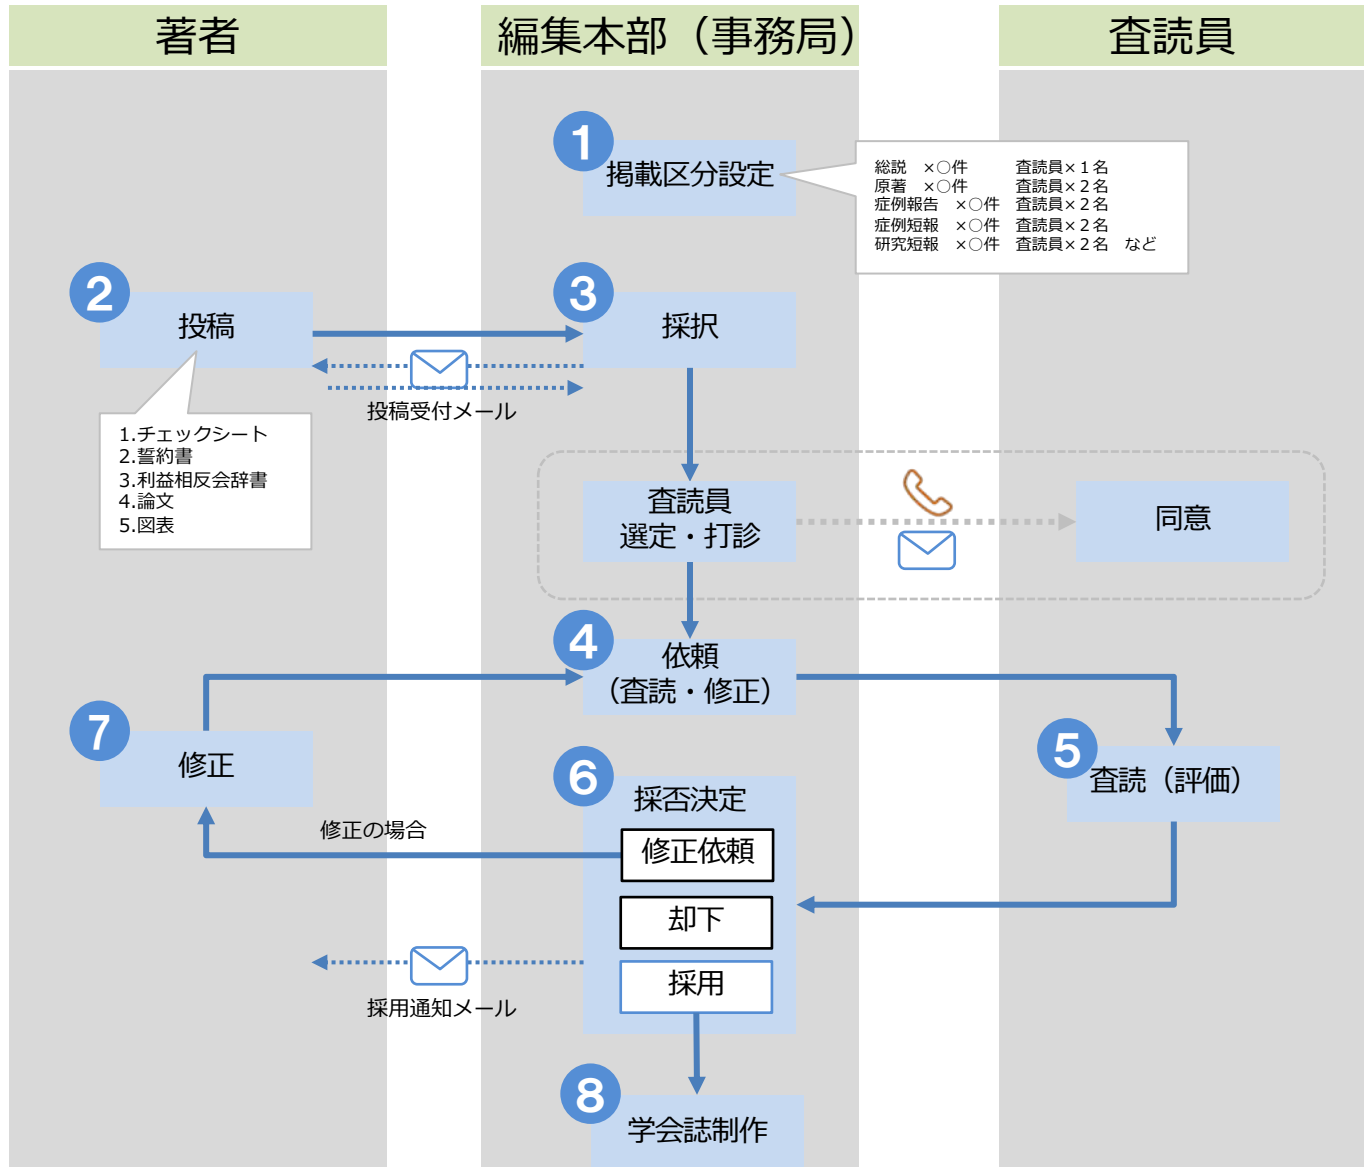 著者
編集本部（事務局）
査読員
1
掲載区分設定
総説　×○件　　　査読員×１名
原著　×○件　　　査読員×２名
症例報告　×○件　査読員×２名
症例短報　×○件　査読員×２名
研究短報　×○件　査読員×２名　など
2
投稿
3
採択
投稿受付メール
1.チェックシート
2.誓約書
3.利益相反会辞書
4.論文
5.図表
査読員
選定・打診
同意
4
依頼
（査読・修正）
7
修正
5
査読（評価）
6
採否決定
修正の場合
修正依頼
却下
採用
採用通知メール
8
学会誌制作